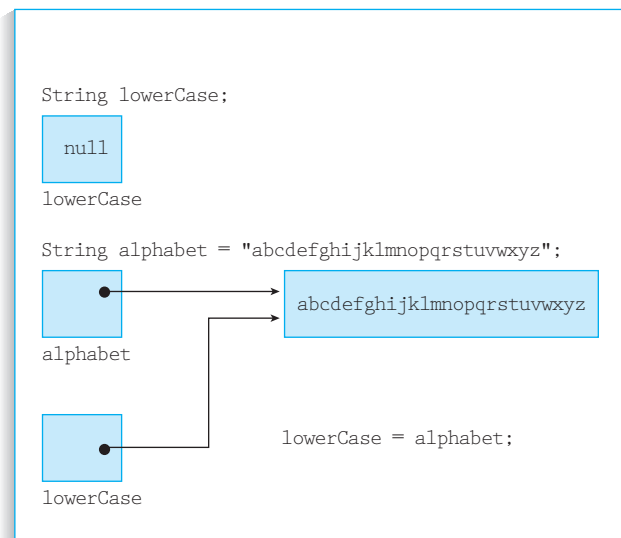 String lowerCase;
null
lowerCase
String alphabet = "abcdefghijklmnopqrstuvwxyz";
abcdefghijklmnopqrstuvwxyz
alphabet
lowerCase = alphabet;
lowerCase